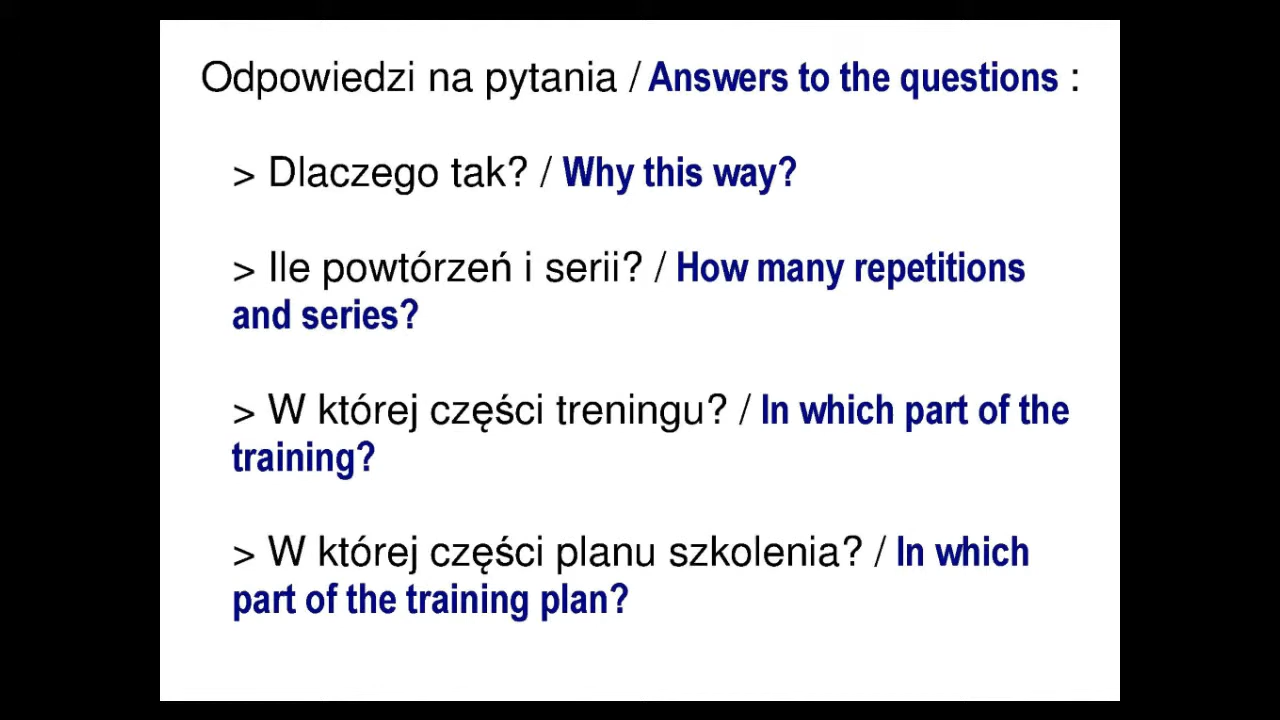 Odpowiedzi na pytania / Answers to the questions :
> Dlaczego tak? / Why this way?
> Ile powtórzeń i serii? / How many repetitions
and series?
> W której części treningu? / In which part of the
training?
> W której części planu szkolenia? / In which
part of the training plan?